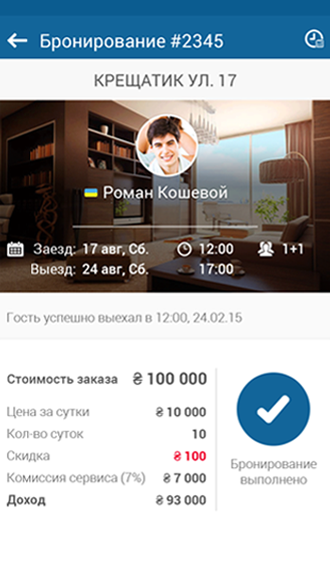 Бронирование #2345
КРЕЩАТИК УЛ. 17
Роман Кошевой
Заезд: 17 авг, Сб. 12:00 1+1
Выезд: 24 авг, Сб. 17:00
Гость успешно выехал в 12:00, 24.02.15
Стоимость заказа ₴ 100 000
Цена за сутки ₴ 10 000
Кол-во суток 10
Скидка ₴ 100
Комиссия сервиса (7%) ₴ 7 000
Доход ₴ 93 000
Бронирование
выполнено